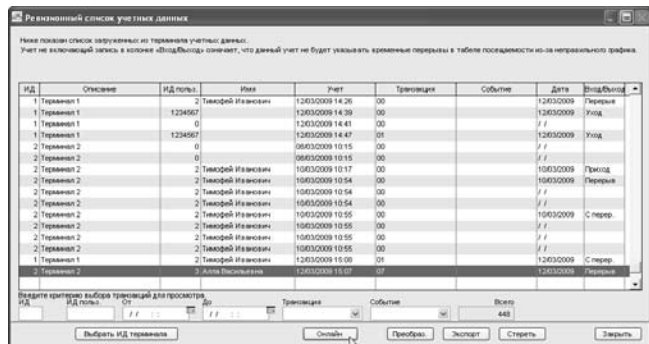 Ревизионный список учетных данных
Ниже показан список загруженных из терминала учетных данных.
Учет не включающий запись в колонке «Вход/Выход» означает, что данный учет не будет указывать временные перерывы в табеле посещаемости из-за неправильного графика.
ИД Описание ИД польз. Имя Учет Транзакция Событие Дата Вход/Выход
1 Терминал 1 2 Тимофей Иванович 12/03/2009 14:26 00 12/03/2009 Перерыв
1 Терминал 1 1234567 12/03/2009 14:39 00 12/03/2009 Уход
1 Терминал 1 0 12/03/2009 14:41 00 / /
1 Терминал 1 1234567 12/03/2009 14:47 01 12/03/2009 Уход
2 Терминал 2 0 06/03/2009 10:15 00 / /
2 Терминал 2 0 06/03/2009 10:15 00 / /
2 Терминал 2 2 Тимофей Иванович 10/03/2009 10:17 00 10/03/2009 Приход
2 Терминал 2 2 Тимофей Иванович 10/03/2009 10:54 00 10/03/2009 Перерыв
2 Терминал 2 2 Тимофей Иванович 10/03/2009 10:54 00 / /
2 Терминал 2 2 Тимофей Иванович 10/03/2009 10:54 00 / /
2 Терминал 2 2 Тимофей Иванович 10/03/2009 10:55 00 10/03/2009 С перер.
2 Терминал 2 2 Тимофей Иванович 10/03/2009 10:55 00 / /
2 Терминал 2 2 Тимофей Иванович 10/03/2009 10:55 00 / /
2 Терминал 2 2 Тимофей Иванович 10/03/2009 10:55 00 / /
1 Терминал 1 2 Тимофей Иванович 12/03/2009 15:08 01 12/03/2009 С перер.
2 Терминал 2 3 Алла Васильевна 12/03/2009 15:07 07 12/03/2009 Перерыв
Введите критерию выбора транзакций для просмотра.
ИД ИД польз. От До Транзакция Событие Всего
/ / : : / / : : 448
Выбрать ИД терминала Онлайн Преобраз. Экспорт Стереть Закрыть